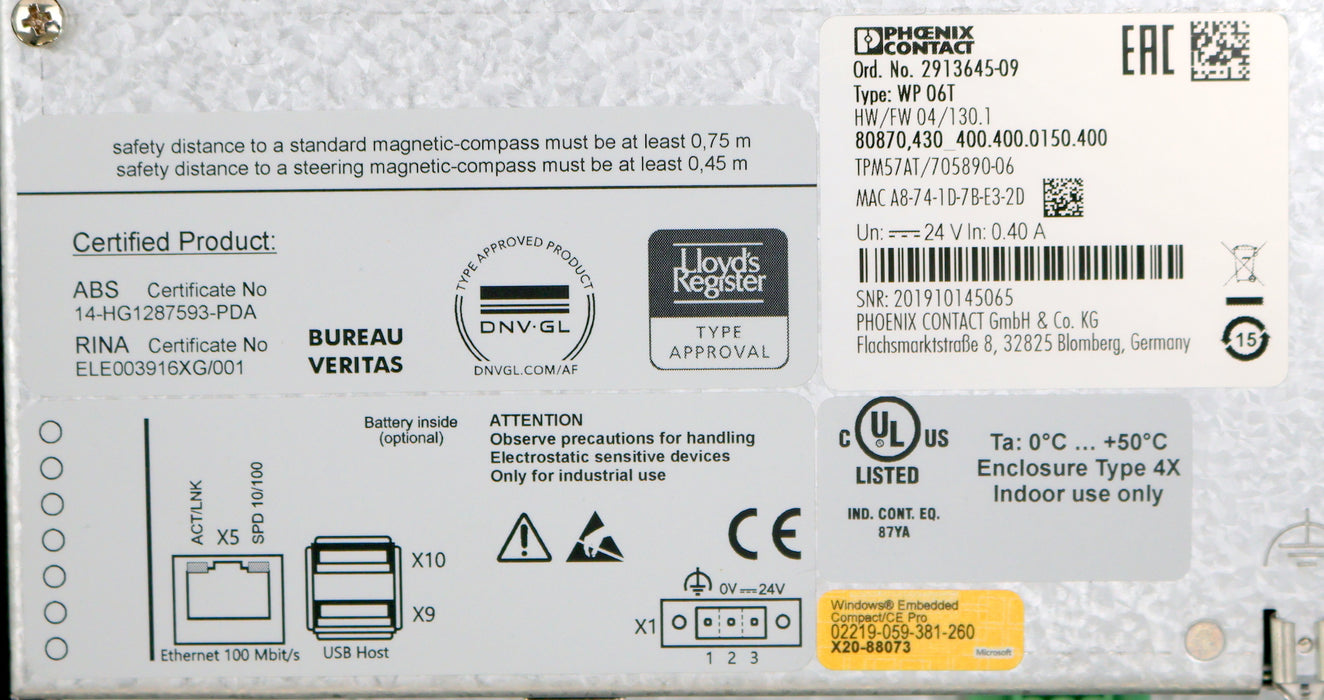 PHŒNIX
CONTACT
EAC
Ord. No. 2913645-09
Type: WP 06T
HW/FW 04/130.1
80870,430_400.400.0150.400
TPM57AT/705890-06
MAC A8-74-1D-7B-E3-2D
Un: 24 V In: 0.40 A
SNR: 201910145065
PHOENIX CONTACT GmbH & Co. KG
Flachsmarktstraße 8, 32825 Blomberg, Germany
15
safety distance to a standard magnetic-compass must be at least 0,75 m
safety distance to a steering magnetic-compass must be at least 0,45 m
Certified Product:
ABS Certificate No
14-HG1287593-PDA
RINA Certificate No
ELE003916XG/001
BUREAU
VERITAS
TYPE APPROVED PRODUCT
DNV·GL
DNVGL.COM/AF
Lloyd's
Register
TYPE
APPROVAL
Battery inside
(optional)
ATTENTION
Observe precautions for handling
Electrostatic sensitive devices
Only for industrial use
ACT/LNK
X5
SPD 10/100
Ethernet 100 Mbit/s
X10
X9
USB Host
CE
0V 24V
X1
1 2 3
C UL US
LISTED
IND. CONT. EQ.
87YA
Ta: 0°C ... +50°C
Enclosure Type 4X
Indoor use only
Windows® Embedded
Compact/CE Pro
02219-059-381-260
X20-88073
Microsoft